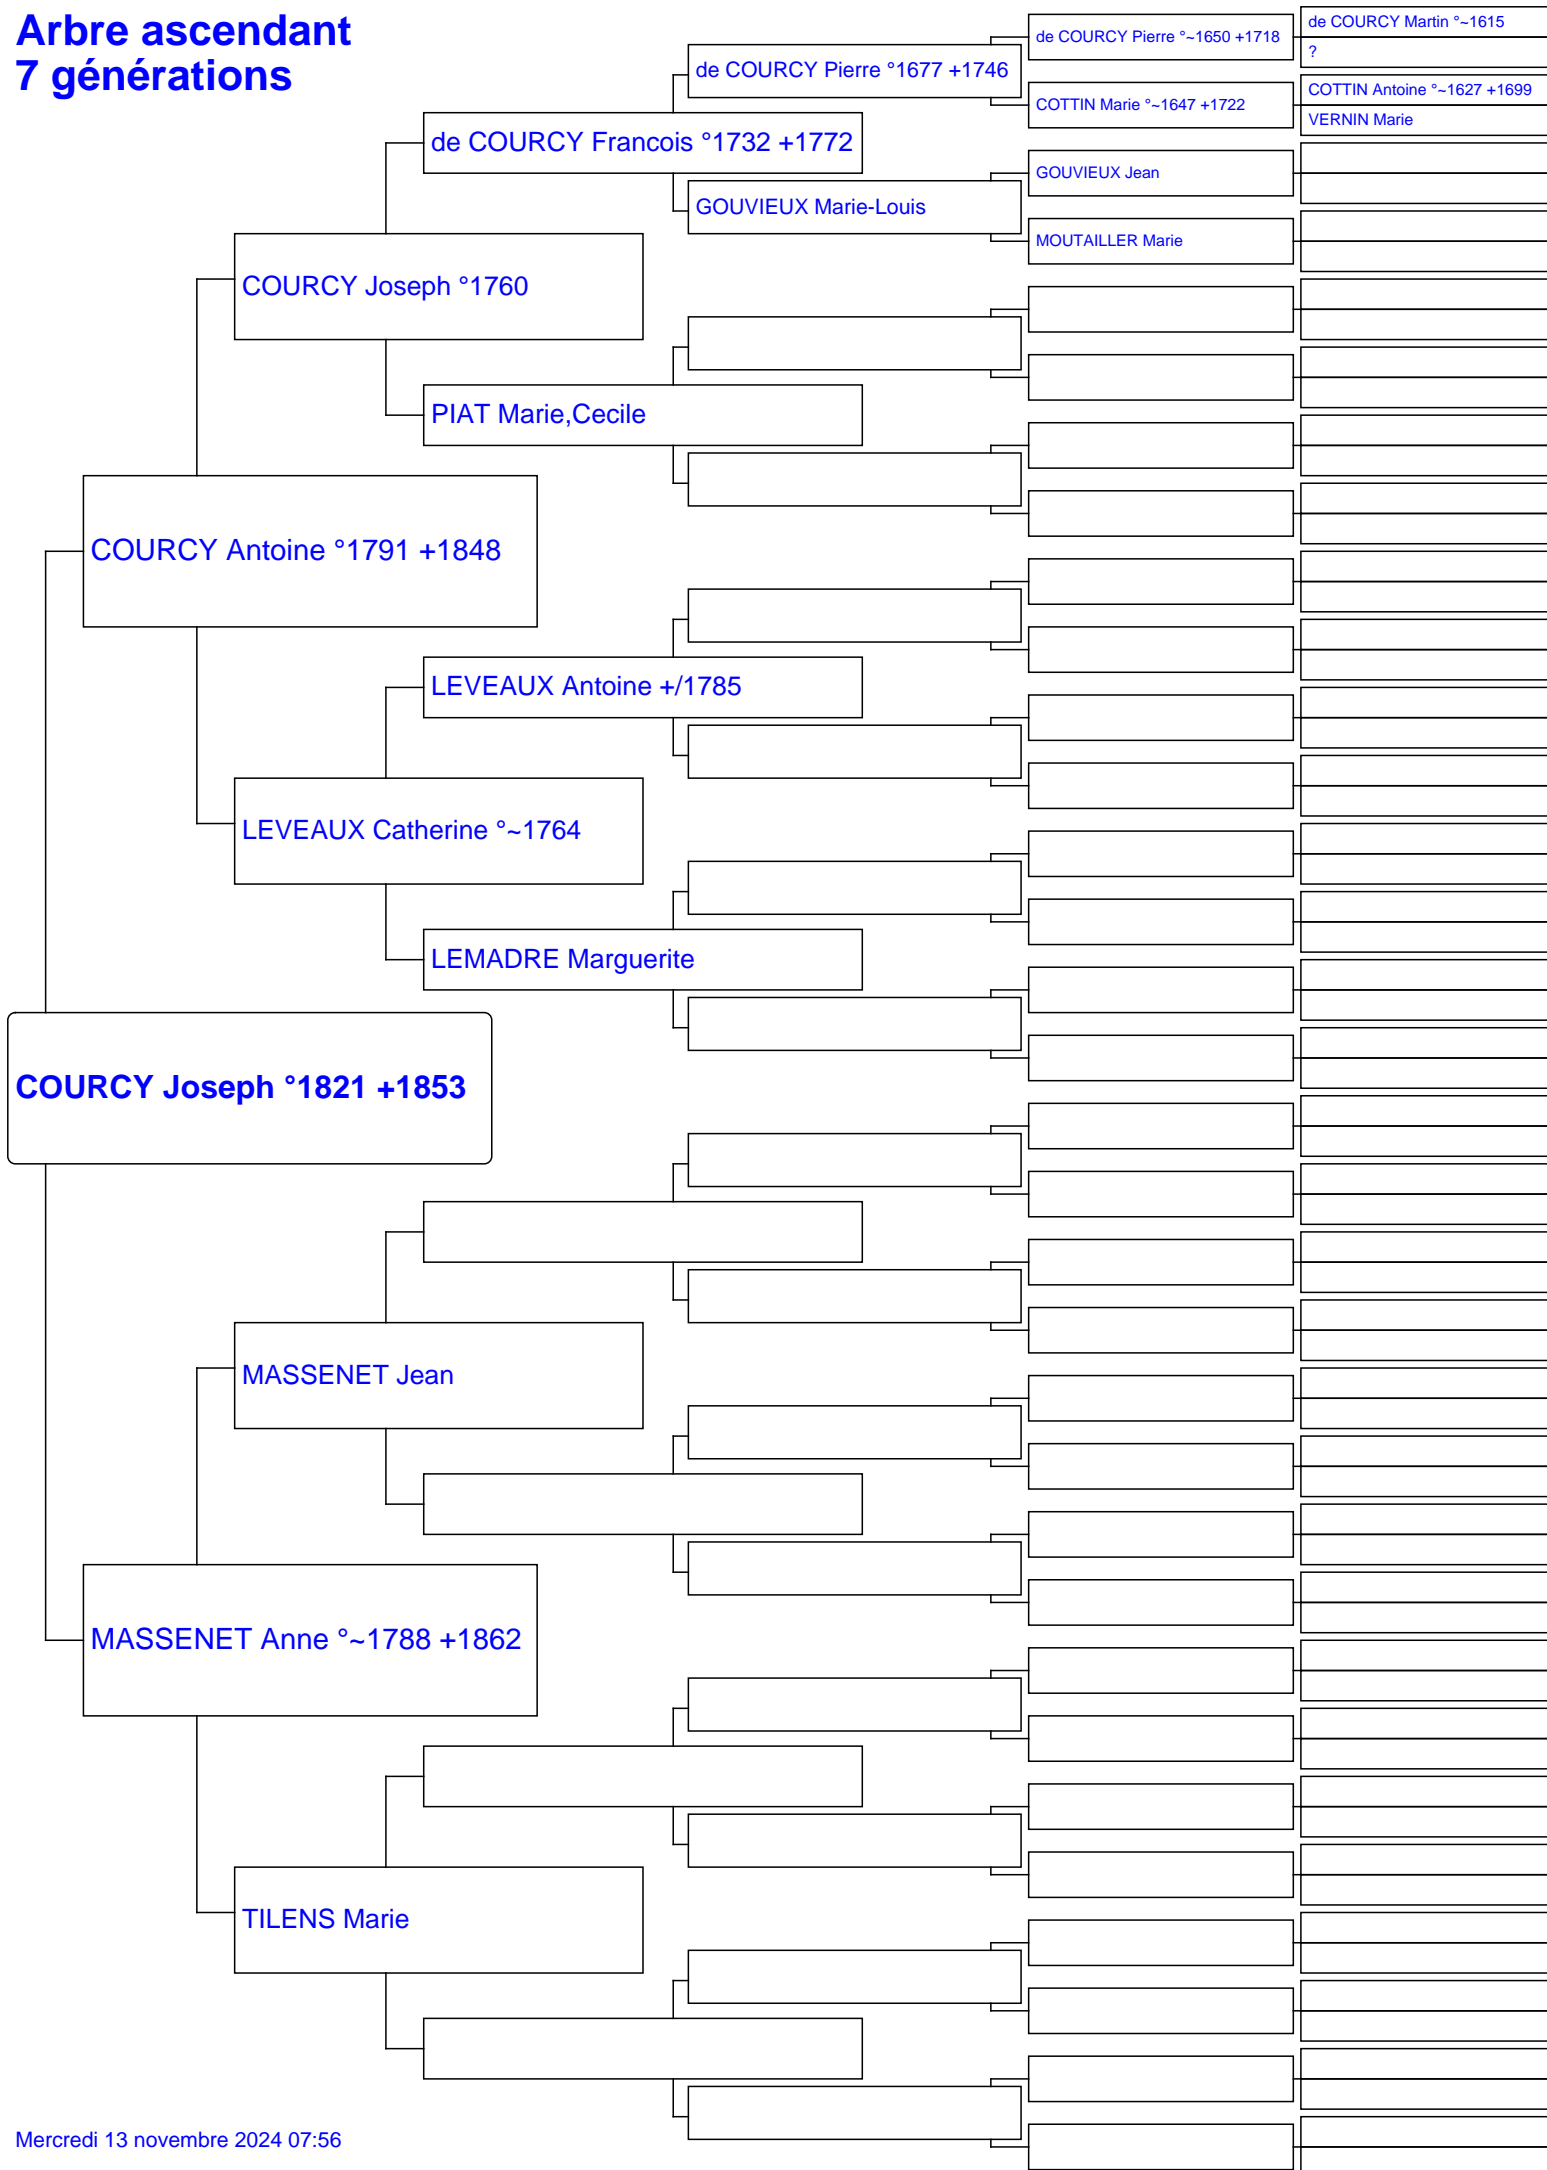 Arbre ascendant
7 générations
de COURCY Martin °~1615
de COURCY Pierre °~1650 +1718
?
de COURCY Pierre °1677 +1746
COTTIN Antoine °~1627 +1699
COTTIN Marie °~1647 +1722
VERNIN Marie
de COURCY Francois °1732 +1772
GOUVIEUX Jean
GOUVIEUX Marie-Louis
MOUTAILLER Marie
COURCY Joseph °1760
PIAT Marie,Cecile
COURCY Antoine °1791 +1848
LEVEAUX Antoine +/1785
LEVEAUX Catherine °~1764
LEMADRE Marguerite
COURCY Joseph °1821 +1853
MASSENET Jean
MASSENET Anne °~1788 +1862
TILENS Marie
Mercredi 13 novembre 2024 07:56